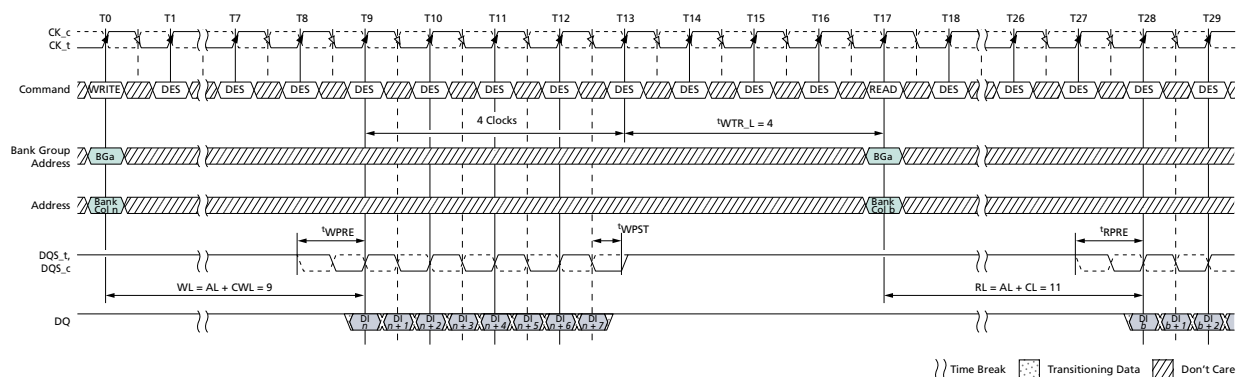 T0 T1 T7 T8 T9 T10 T11 T12 T13 T14 T15 T16 T17 T18 T26 T27 T28 T29
CK_c
CK_t
Command WRITE DES DES DES DES DES DES DES DES DES DES DES READ DES DES DES DES DES
4 Clocks tWTR_L = 4
Bank Group
Address BGa BGa
Address Bank Col n Bank Col b
tWPRE tWPST tRPRE
DQS_t,
DQS_c
WL = AL + CWL = 9 RL = AL + CL = 11
DQ DI n DI n + 1 DI n + 2 DI n + 3 DI n + 4 DI n + 5 DI n + 6 DI n + 7 DI b DI b + 1 DI b + 2
Time Break Transitioning Data Don't Care